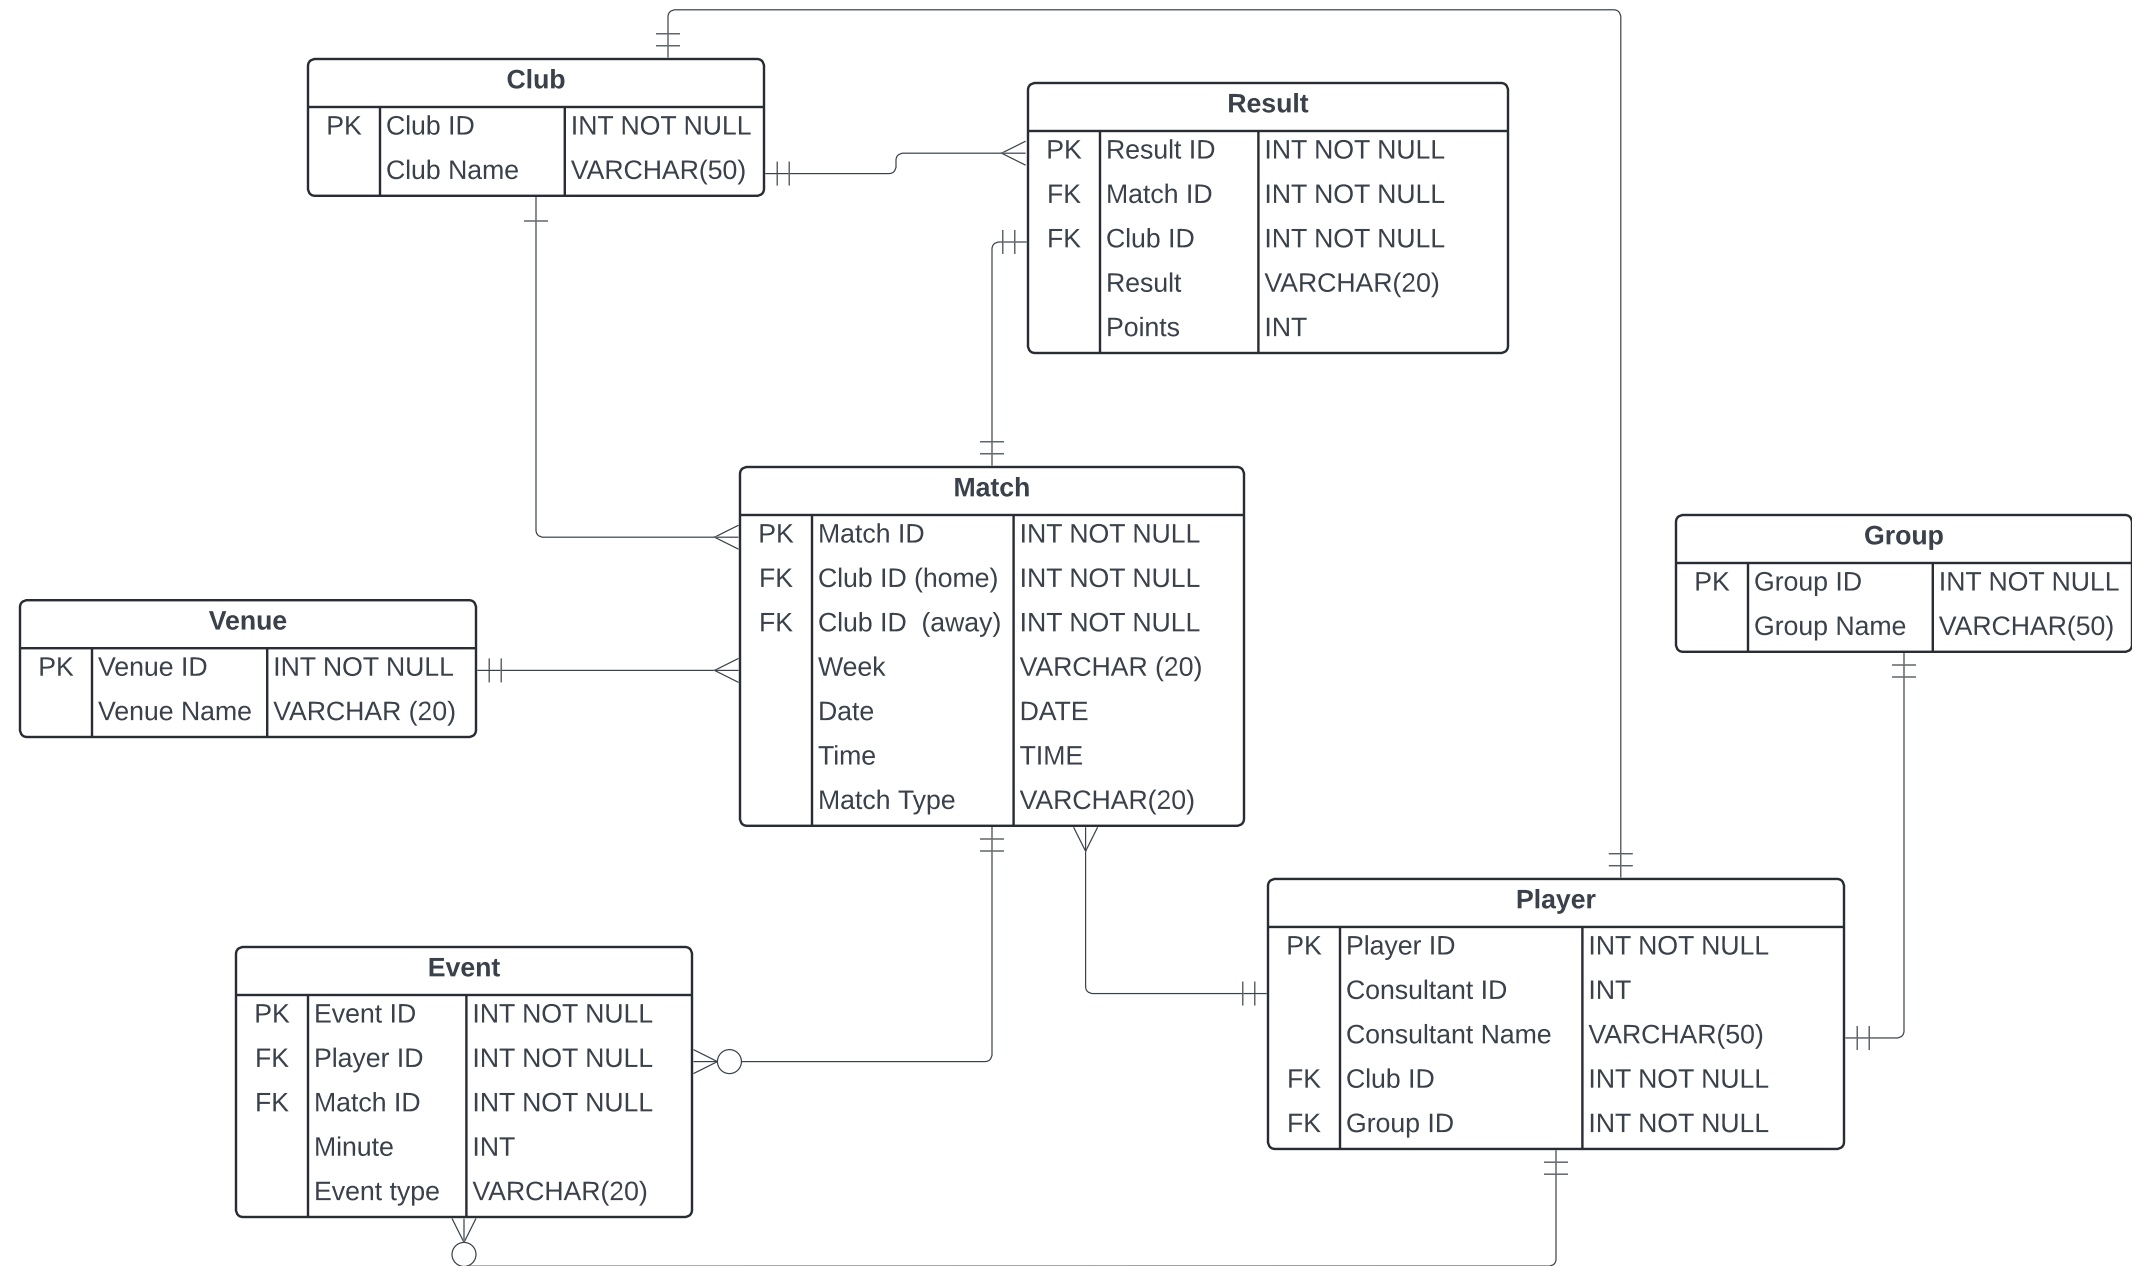 Club
PK Club ID INT NOT NULL
Club Name VARCHAR(50)
Result
PK Result ID INT NOT NULL
FK Match ID INT NOT NULL
FK Club ID INT NOT NULL
Result VARCHAR(20)
Points INT
Match
PK Match ID INT NOT NULL
FK Club ID (home) INT NOT NULL
FK Club ID (away) INT NOT NULL
Week VARCHAR (20)
Date DATE
Time TIME
Match Type VARCHAR(20)
Group
PK Group ID INT NOT NULL
Group Name VARCHAR(50)
Venue
PK Venue ID INT NOT NULL
Venue Name VARCHAR (20)
Player
PK Player ID INT NOT NULL
Consultant ID INT
Consultant Name VARCHAR(50)
FK Club ID INT NOT NULL
FK Group ID INT NOT NULL
Event
PK Event ID INT NOT NULL
FK Player ID INT NOT NULL
FK Match ID INT NOT NULL
Minute INT
Event type VARCHAR(20)